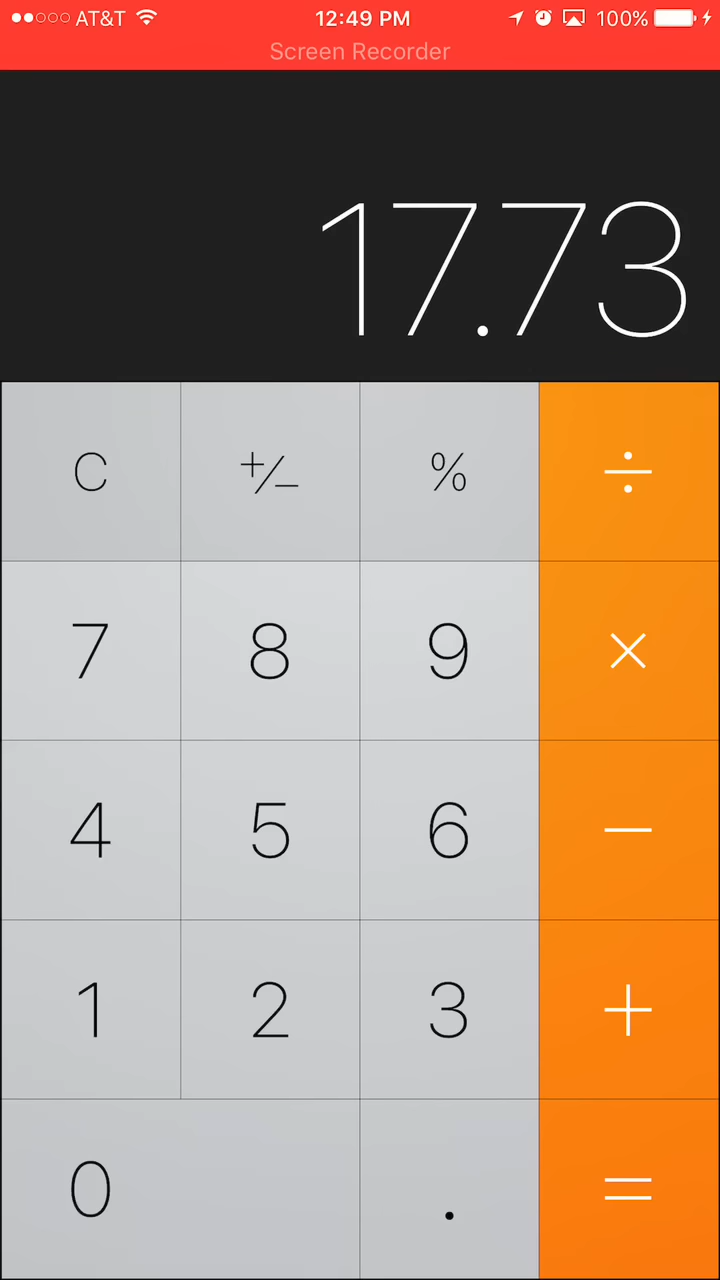 AT&T 12:49 PM 100%
Screen Recorder
17.73
C +/− % ÷
7 8 9 ×
4 5 6 −
1 2 3 +
0 . =